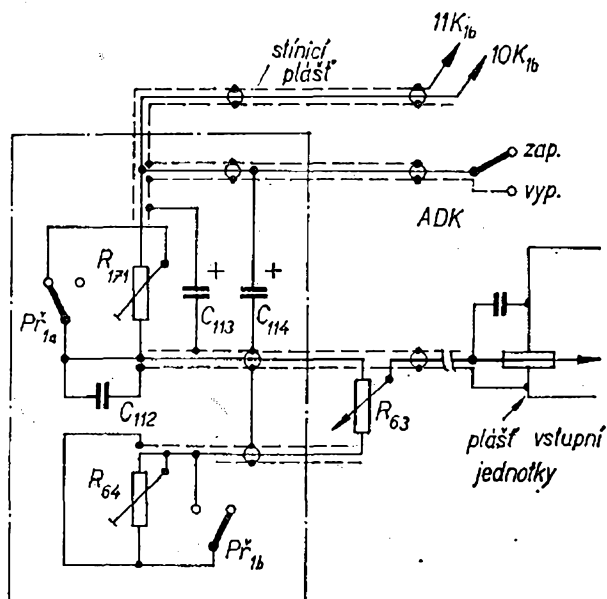 11K1b
10K1b
stínicí
plášť
zap.
vyp.
ADK
R171
Př1a
+
+
C113
C114
C112
R63
R64
Př1b
plášť vstupní
jednotky